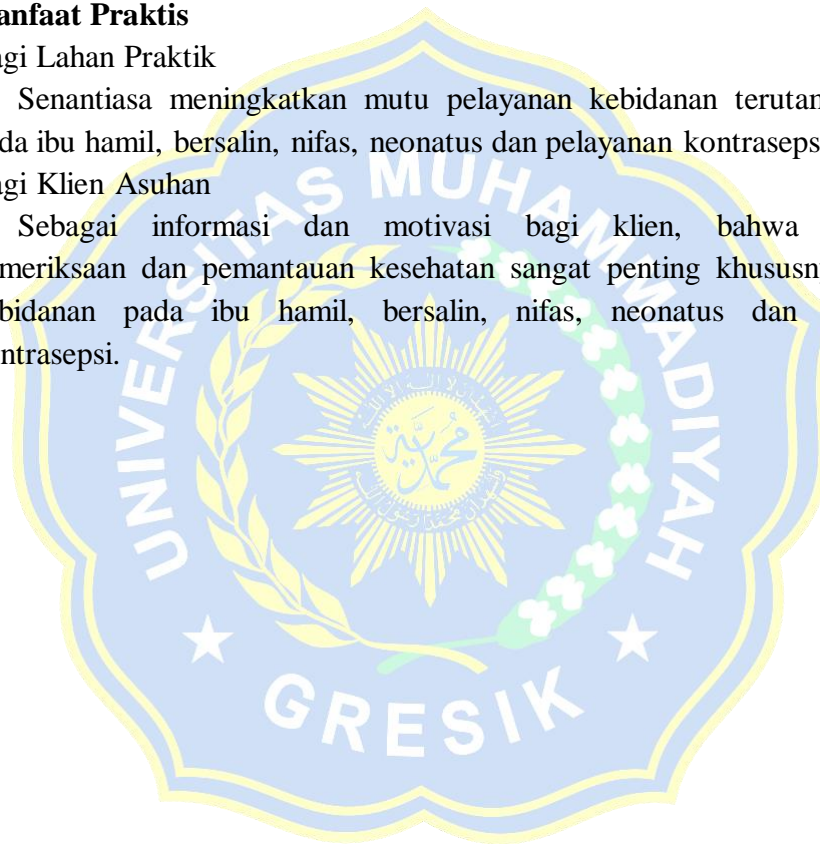 anfaat Praktis
agi Lahan Praktik
Senantiasa meningkatkan mutu pelayanan kebidanan terutan
da ibu hamil, bersalin, nifas, neonatus dan pelayanan kontraseps
agi Klien Asuhan
Sebagai informasi dan motivasi bagi klien, bahwa
meriksaan dan pemantauan kesehatan sangat penting khususny
bidanan pada ibu hamil, bersalin, nifas, neonatus dan
ntrasepsi.
UNIVERSITAS MUHAMMADIYAH
محمدية
GRESIK